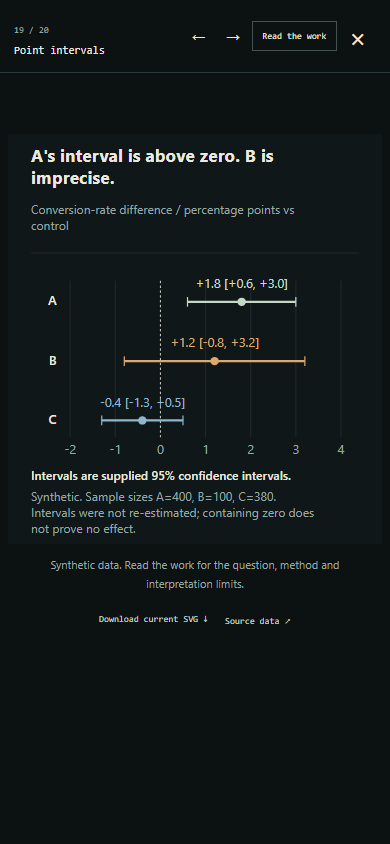 19 / 20
Point intervals
← → Read the work ×
A's interval is above zero. B is
imprecise.
Conversion-rate difference / percentage points vs
control
+1.8 [+0.6, +3.0]
A
+1.2 [-0.8, +3.2]
B
-0.4 [-1.3, +0.5]
C
-2 -1 0 1 2 3 4
Intervals are supplied 95% confidence intervals.
Synthetic. Sample sizes A=400, B=100, C=380.
Intervals were not re-estimated; containing zero does
not prove no effect.
Synthetic data. Read the work for the question, method and
interpretation limits.
Download current SVG ↓ Source data ↗